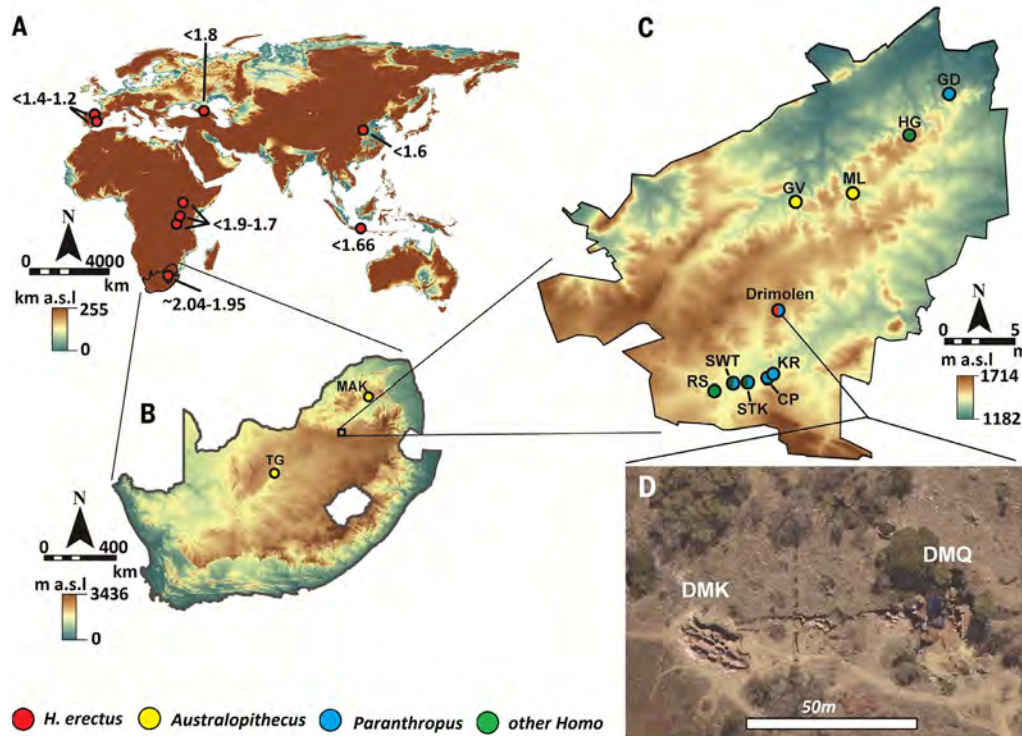 A
<1.8
<1.4-1.2
<1.6
<1.9-1.7
<1.66
~2.04-1.95
N
0 4000
km
a.s.l
255
0
B
MAK
TG
N
0 400
km
m a.s.l
3436
0
C
GD
HG
GV
ML
Drimolen
SWT
KR
RS
STK
CP
N
0 5
m a.s.l
1714
1182
D
DMK
DMQ
50m
H. erectus
Australopithecus
Paranthropus
other Homo